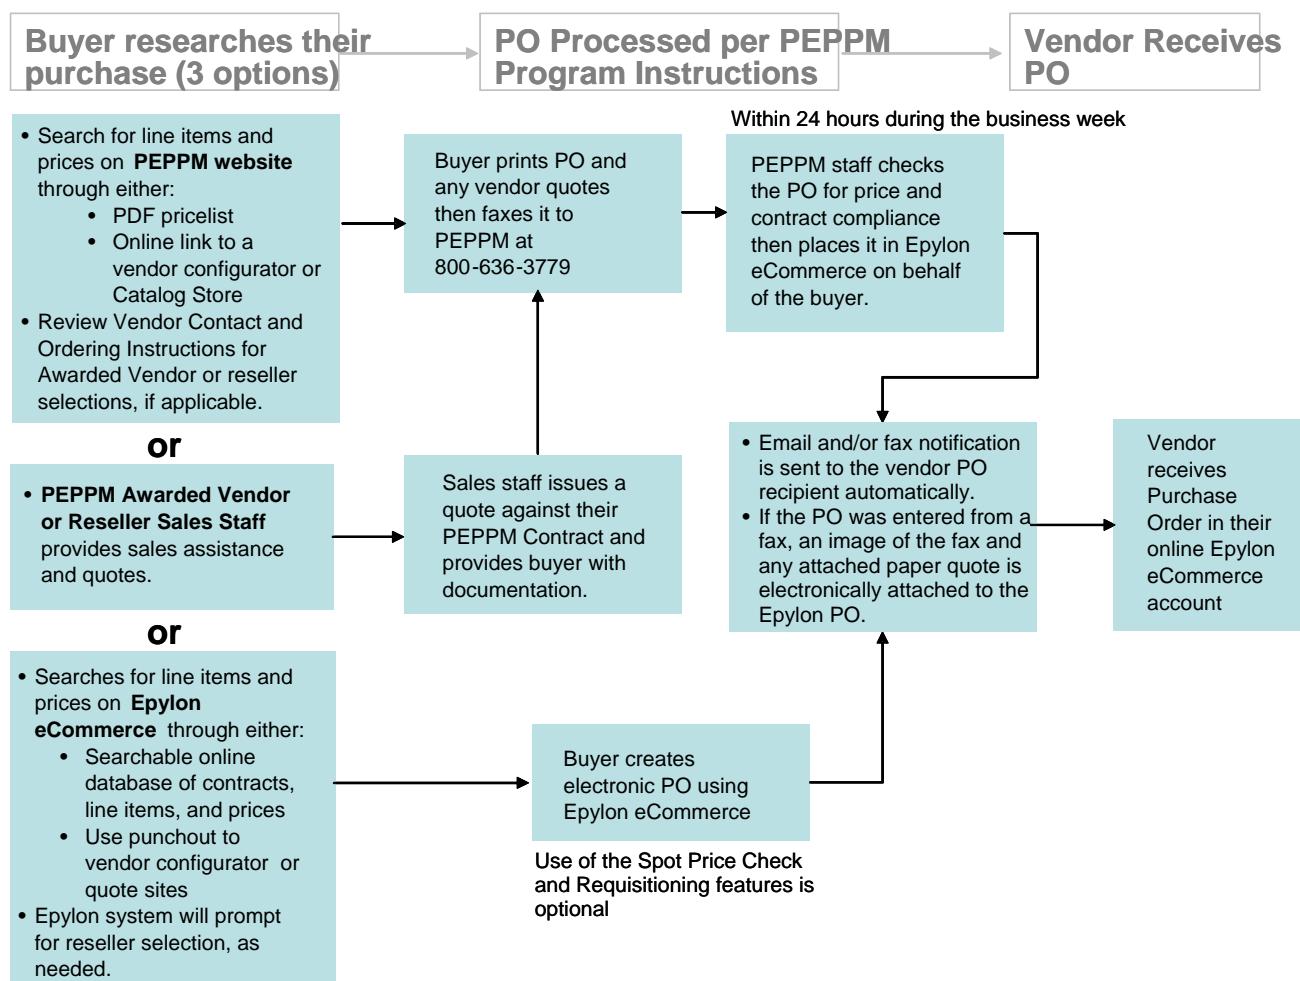 Buyer researches their
purchase (3 options)
PO Processed per PEPPM
Program Instructions
Vendor Receives
PO
• Search for line items and
prices on PEPPM website
through either:
• PDF pricelist
• Online link to a
vendor configurator or
Catalog Store
• Review Vendor Contact and
Ordering Instructions for
Awarded Vendor or reseller
selections, if applicable.
Buyer prints PO and
any vendor quotes
then faxes it to
PEPPM at
800-636-3779
Within 24 hours during the business week
PEPPM staff checks
the PO for price and
contract compliance
then places it in Epylon
eCommerce on behalf
of the buyer.
or
• PEPPM Awarded Vendor
or Reseller Sales Staff
provides sales assistance
and quotes.
Sales staff issues a
quote against their
PEPPM Contract and
provides buyer with
documentation.
• Email and/or fax notification
is sent to the vendor PO
recipient automatically.
• If the PO was entered from a
fax, an image of the fax and
any attached paper quote is
electronically attached to the
Epylon PO.
Vendor
receives
Purchase
Order in their
online Epylon
eCommerce
account
or
• Searches for line items and
prices on Epylon
eCommerce through either:
• Searchable online
database of contracts,
line items, and prices
• Use punchout to
vendor configurator or
quote sites
• Epylon system will prompt
for reseller selection, as
needed.
Buyer creates
electronic PO using
Epylon eCommerce
Use of the Spot Price Check
and Requisitioning features is
optional